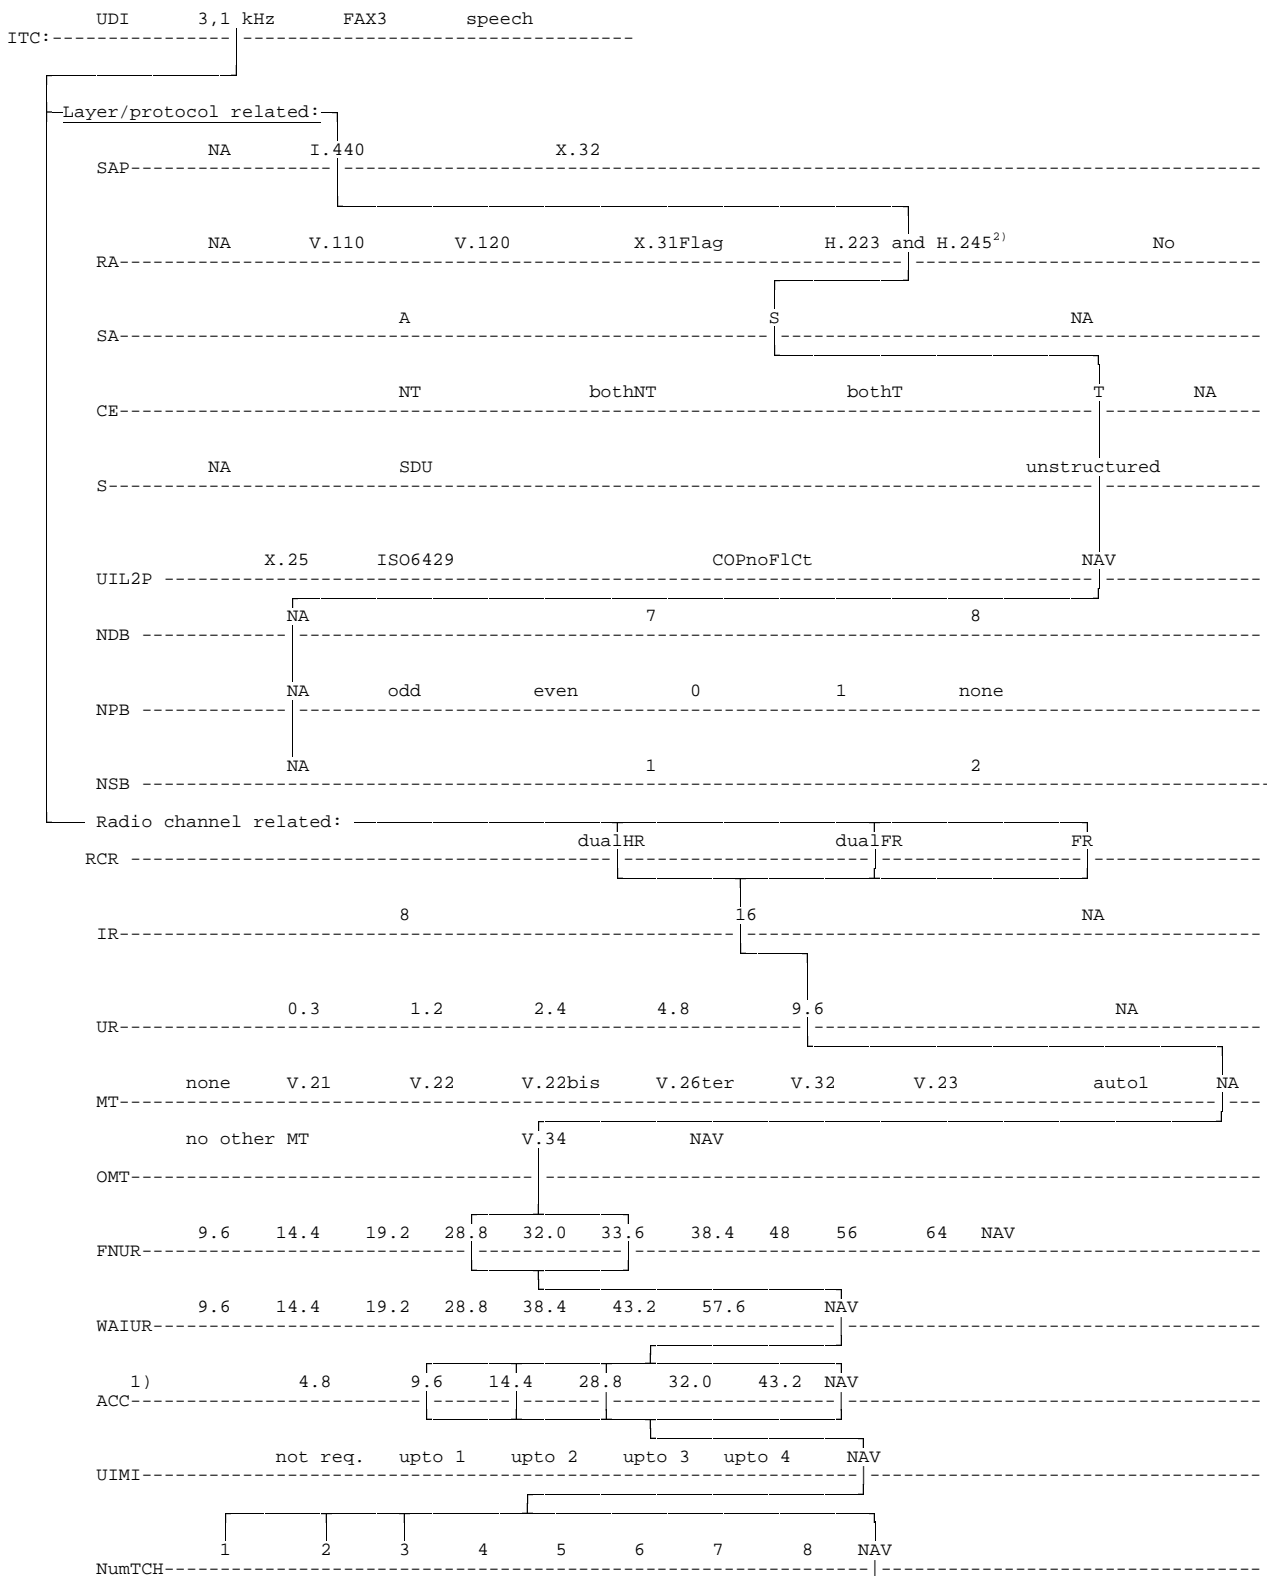 UDI 3,1 kHz FAX3 speech
ITC:
Layer/protocol related:
NA I.440 X.32
SAP
NA V.110 V.120 X.31Flag H.223 and H.245²⁾ No
RA
A S NA
SA
NT bothNT bothT T NA
CE
NA SDU unstructured
S
X.25 ISO6429 COPnoFlCt NAV
UIL2P
NA 7 8
NDB
NA odd even 0 1 none
NPB
NA 1 2
NSB
Radio channel related:
dualHR dualFR FR
RCR
8 16 NA
IR
0.3 1.2 2.4 4.8 9.6 NA
UR
none V.21 V.22 V.22bis V.26ter V.32 V.23 auto1 NA
MT
no other MT V.34 NAV
OMT
9.6 14.4 19.2 28.8 32.0 33.6 38.4 48 56 64 NAV
FNUR
9.6 14.4 19.2 28.8 38.4 43.2 57.6 NAV
WAIUR
1) 4.8 9.6 14.4 28.8 32.0 43.2 NAV
ACC
not req. upto 1 upto 2 upto 3 upto 4 NAV
UIMI
1 2 3 4 5 6 7 8 NAV
NumTCH